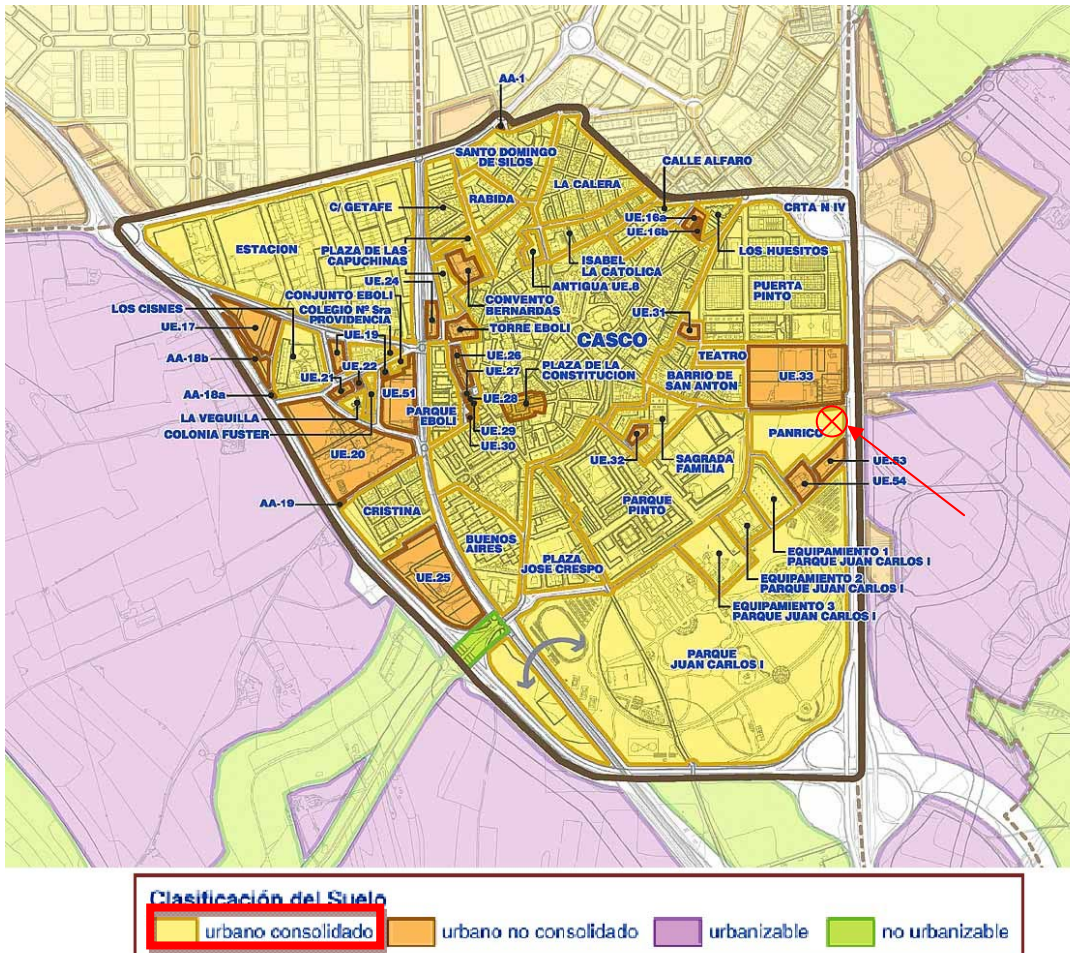 AA-1
SANTO DOMINGO
DE SILOS
CALLE ALFARO
LA CALERA
RABIDA
C/ GETAFE
UE.16a
CRTA N IV
UE.16b
ESTACION
PLAZA DE LAS
CAPUCHINAS
ISABEL
LA CATOLICA
LOS HUESITOS
UE.24
ANTIGUA UE.8
PUERTA
PINTO
CONJUNTO EBOLI
CONVENTO
BERNARDAS
LOS CISNES
COLEGIO Nª Sra
PROVIDENCIA
UE.31
UE.17
UE.19
TORRE EBOLI
CASCO
TEATRO
AA-18b
UE.22
UE.21
UE.26
UE.27
PLAZA DE LA
CONSTITUCION
BARRIO DE
SAN ANTON
UE.33
AA-18a
UE.51
UE.28
LA VEGUILLA
PARQUE
EBOLI
UE.29
COLONIA FUSTER
UE.30
PANRICO
UE.20
UE.32
SAGRADA
FAMILIA
UE.53
UE.54
AA-19
CRISTINA
PARQUE
PINTO
BUENOS
AIRES
PLAZA
JOSE CRESPO
EQUIPAMIENTO 1
PARQUE JUAN CARLOS I
UE.25
EQUIPAMIENTO 2
PARQUE JUAN CARLOS I
EQUIPAMIENTO 3
PARQUE JUAN CARLOS I
PARQUE
JUAN CARLOS I
Clasificación del Suelo
urbano consolidado
urbano no consolidado
urbanizable
no urbanizable